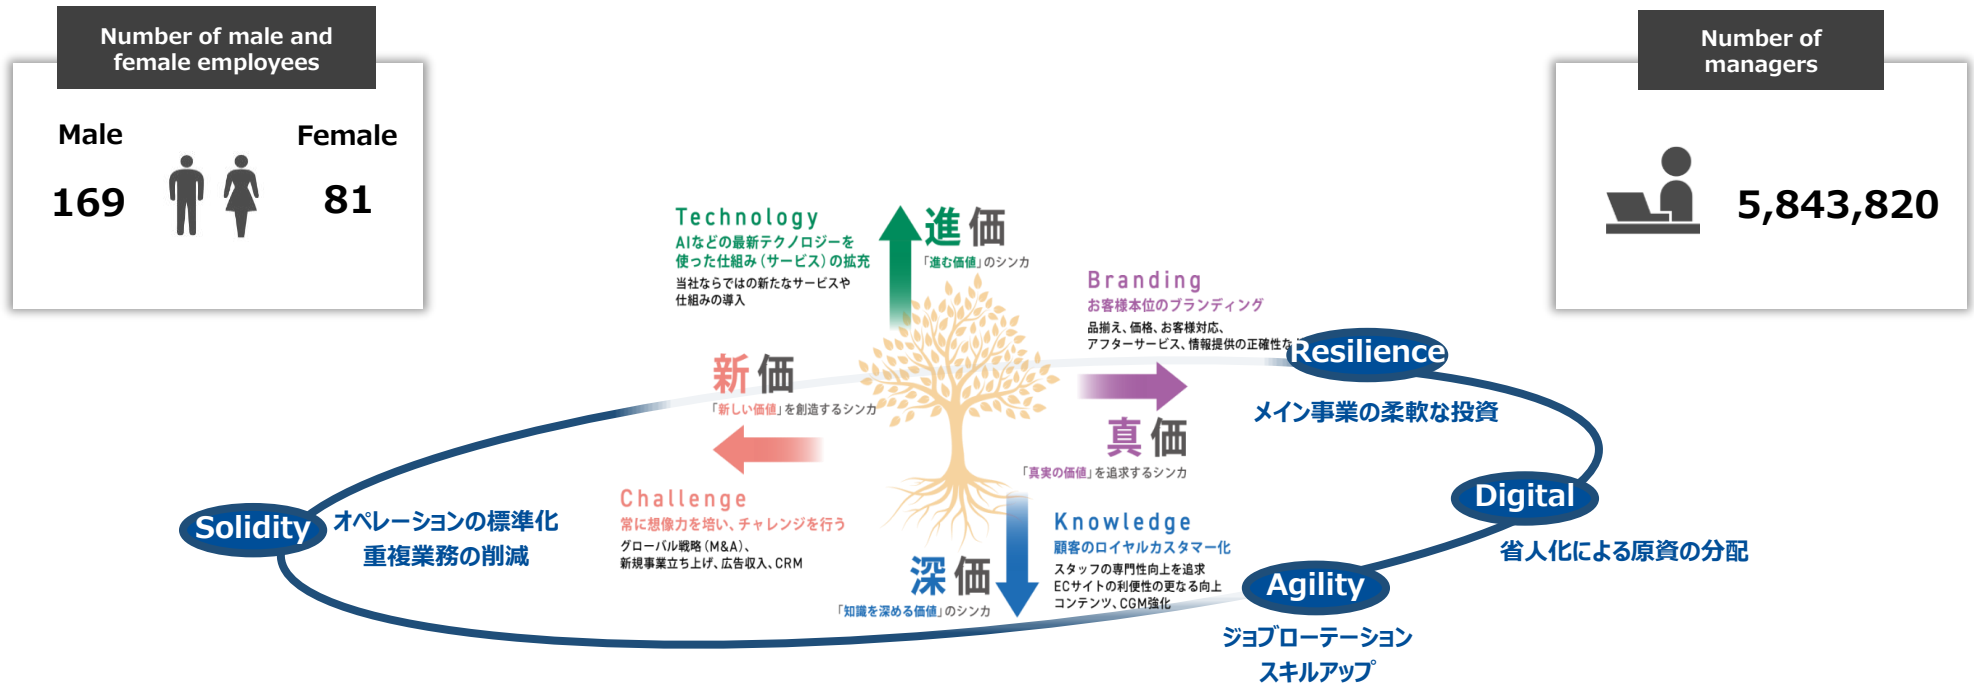 Number of male and
female employees
Male
Female
169
81
Number of
managers
5,843,820
Technology
AIなどの最新テクノロジーを
使った仕組み（サービス）の拡充
当社ならではの新たなサービスや
仕組みの導入
進価
「進む価値」のシンカ
Branding
お客様本位のブランディング
品揃え、価格、お客様対応、
アフターサービス、情報提供の正確性な
新価
「新しい価値」を創造するシンカ
真価
「真実の価値」を追求するシンカ
Challenge
常に想像力を培い、チャレンジを行う
グローバル戦略（M&A）、
新規事業立ち上げ、広告収入、CRM
深価
「知識を深める価値」のシンカ
Knowledge
顧客のロイヤルカスタマー化
スタッフの専門性向上を追求
ECサイトの利便性の更なる向上
コンテンツ、CGM強化
Resilience
メイン事業の柔軟な投資
Digital
省人化による原資の分配
Agility
ジョブローテーション
スキルアップ
Solidity
オペレーションの標準化
重複業務の削減